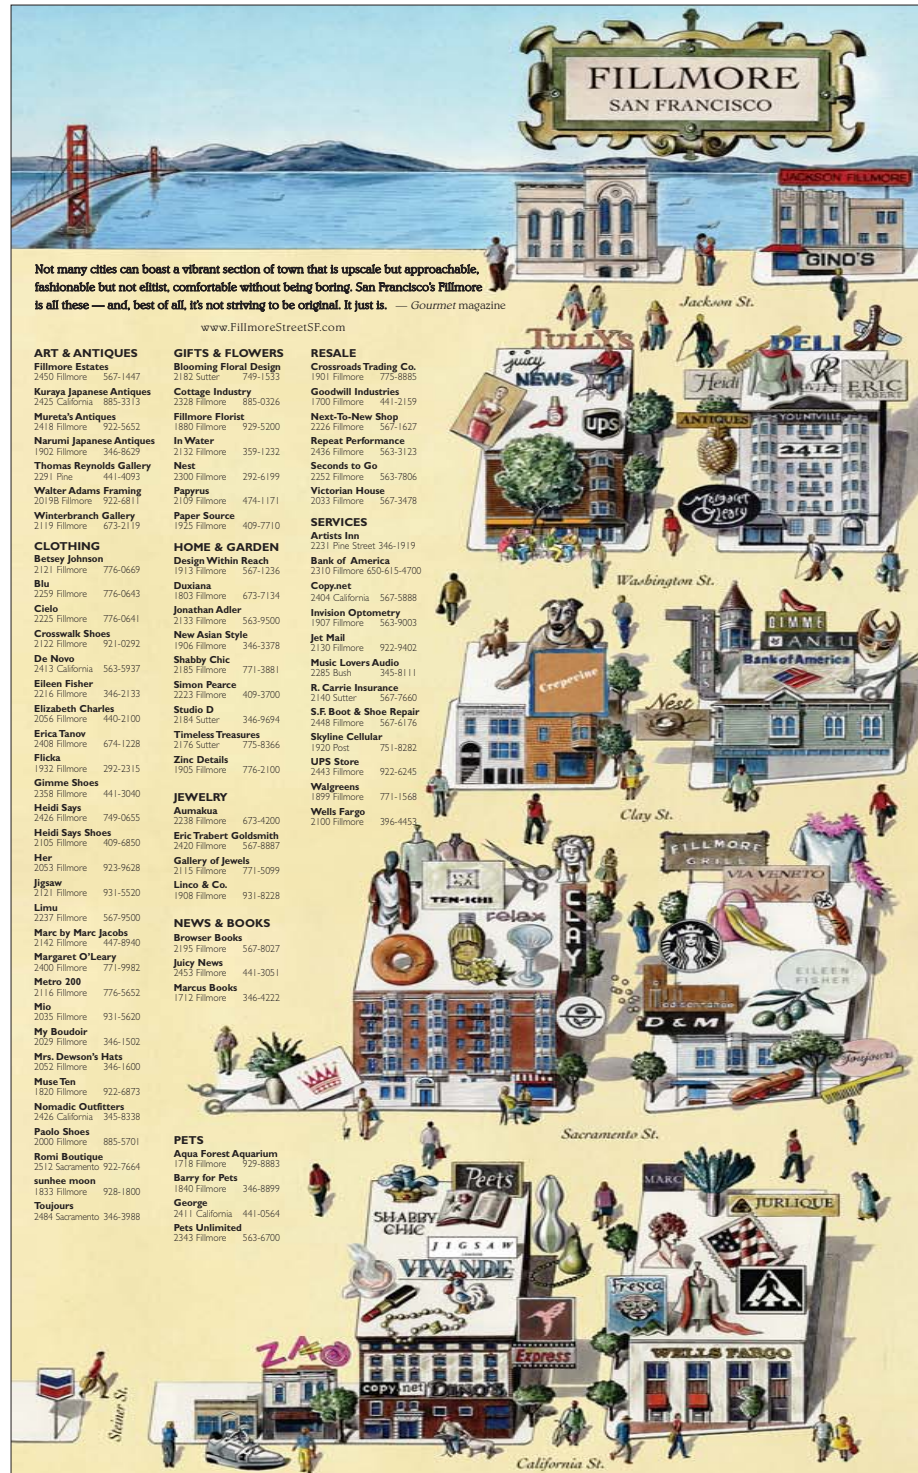 FILLMORE
SAN FRANCISCO
JACKSON FILLMORE
GINO'S
Jackson St.
Not many cities can boast a vibrant section of town that is upscale but approachable,
fashionable but not elitist, comfortable without being boring. San Francisco's Fillmore
is all these — and, best of all, it's not striving to be original. It just is. — Gourmet magazine
www.FillmoreStreetSF.com
ART & ANTIQUES
Fillmore Estates
2450 Fillmore 567-1447
Kuraya Japanese Antiques
2425 California 885-3313
Mureta's Antiques
2418 Fillmore 922-5652
Narumi Japanese Antiques
1902 Fillmore 346-8629
Thomas Reynolds Gallery
2291 Pine 441-4093
Walter Adams Framing
2019B Fillmore 922-6811
Winterbranch Gallery
2119 Fillmore 673-2119
CLOTHING
Betsey Johnson
2121 Fillmore 776-0669
Blu
2259 Fillmore 776-0643
Cielo
2225 Fillmore 776-0641
Crosswalk Shoes
2122 Fillmore 921-0292
De Novo
2413 California 563-5937
Eileen Fisher
2216 Fillmore 346-2133
Elizabeth Charles
2056 Fillmore 440-2100
Erica Tanov
2408 Fillmore 674-1228
Flicka
1932 Fillmore 292-2315
Gimme Shoes
2358 Fillmore 441-3040
Heidi Says
2426 Fillmore 749-0655
Heidi Says Shoes
2105 Fillmore 409-6850
Her
2053 Fillmore 923-9628
Jigsaw
2121 Fillmore 931-5520
Limu
2237 Fillmore 567-9500
Marc by Marc Jacobs
2142 Fillmore 447-8940
Margaret O'Leary
2400 Fillmore 771-9982
Metro 200
2116 Fillmore 776-5652
Mio
2035 Fillmore 931-5620
My Boudoir
2029 Fillmore 346-1502
Mrs. Dewson's Hats
2052 Fillmore 346-1600
Muse Ten
1820 Fillmore 922-6873
Nomadic Outfitters
2426 California 345-8338
Paolo Shoes
2000 Fillmore 885-5701
Romi Boutique
2512 Sacramento 922-7664
sunhee moon
1833 Fillmore 928-1800
Toujours
2484 Sacramento 346-3988
GIFTS & FLOWERS
Blooming Floral Design
2182 Sutter 749-1533
Cottage Industry
2328 Fillmore 885-0326
Fillmore Florist
1880 Fillmore 929-5200
In Water
2132 Fillmore 359-1232
Nest
2300 Fillmore 292-6199
Papyrus
2109 Fillmore 474-1171
Paper Source
1925 Fillmore 409-7710
HOME & GARDEN
Design Within Reach
1913 Fillmore 567-1236
Duxiana
1803 Fillmore 673-7134
Jonathan Adler
2133 Fillmore 563-9500
New Asian Style
1906 Fillmore 346-3378
Shabby Chic
2185 Fillmore 771-3881
Simon Pearce
2223 Fillmore 409-3700
Studio D
2184 Sutter 346-9694
Timeless Treasures
2176 Sutter 775-8366
Zinc Details
1905 Fillmore 776-2100
JEWELRY
Aumakua
2238 Fillmore 673-4200
Eric Trabert Goldsmith
2420 Fillmore 567-8887
Gallery of Jewels
2115 Fillmore 771-5099
Linco & Co.
1908 Fillmore 931-8228
NEWS & BOOKS
Browser Books
2195 Fillmore 567-8027
Juicy News
2453 Fillmore 441-3051
Marcus Books
1712 Fillmore 346-4222
PETS
Aqua Forest Aquarium
1718 Fillmore 929-8883
Barry for Pets
1840 Fillmore 346-8899
George
2411 California 441-0564
Pets Unlimited
2343 Fillmore 563-6700
RESALE
Crossroads Trading Co.
1901 Fillmore 775-8885
Goodwill Industries
1700 Fillmore 441-2159
Next-To-New Shop
2226 Fillmore 567-1627
Repeat Performance
2436 Fillmore 563-3123
Seconds to Go
2252 Fillmore 563-7806
Victorian House
2033 Fillmore 567-3478
SERVICES
Artists Inn
2231 Pine Street 346-1919
Bank of America
2310 Fillmore 650-615-4700
Copy.net
2404 California 567-5888
Invision Optometry
1907 Fillmore 563-9003
Jet Mail
2130 Fillmore 922-9402
Music Lovers Audio
2285 Bush 345-8111
R. Carrie Insurance
2140 Sutter 567-7660
S.F. Boot & Shoe Repair
2448 Fillmore 567-6176
Skyline Cellular
1920 Post 751-8282
UPS Store
2443 Fillmore 922-6245
Walgreens
1899 Fillmore 771-1568
Wells Fargo
2100 Fillmore 396-4453
TULLY'S
juicy
NEWS
ups
DELI
Heidi
ERIC
TRABERT
ANTIQUES
YOUNTVILLE
2412
Margaret
O'Leary
Washington St.
Crepevine
KIEHL'S
GIMME
Bank of America
Nest
Clay St.
TEN-ICHI
relax
CLAY
FILLMORE
GRILL
VIA VENETO
EILEEN
FISHER
D & M
Toujours
Sacramento St.
Peet's
SHABBY
CHIC
JIGSAW
VIVANDE
Express
MARC
JURLIQUE
Fresca
WELLS FARGO
ZAO
copy.net
DINO'S
Steiner St.
California St.